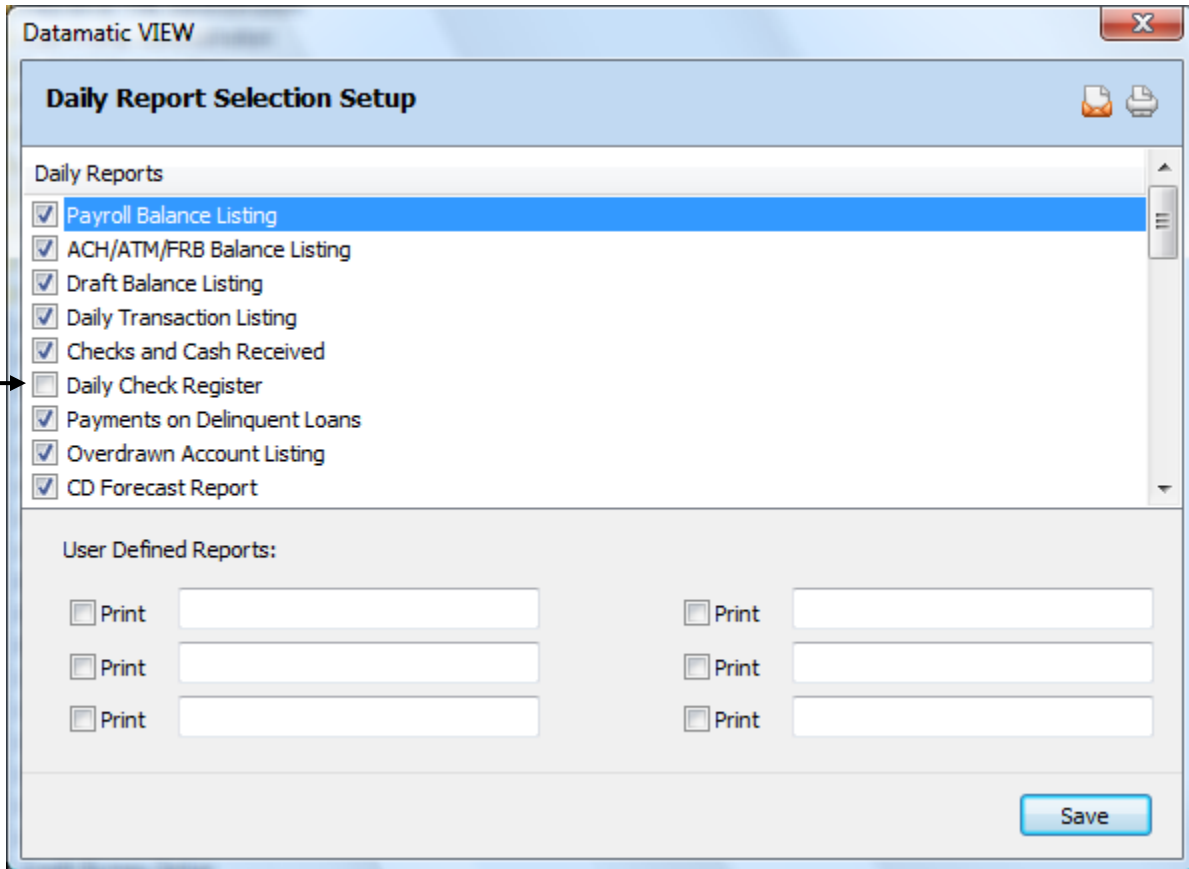 Datamatic VIEW
Daily Report Selection Setup
Daily Reports
Payroll Balance Listing
ACH/ATM/FRB Balance Listing
Draft Balance Listing
Daily Transaction Listing
Checks and Cash Received
Daily Check Register
Payments on Delinquent Loans
Overdrawn Account Listing
CD Forecast Report
User Defined Reports:
Print Print
Print Print
Print Print
Save